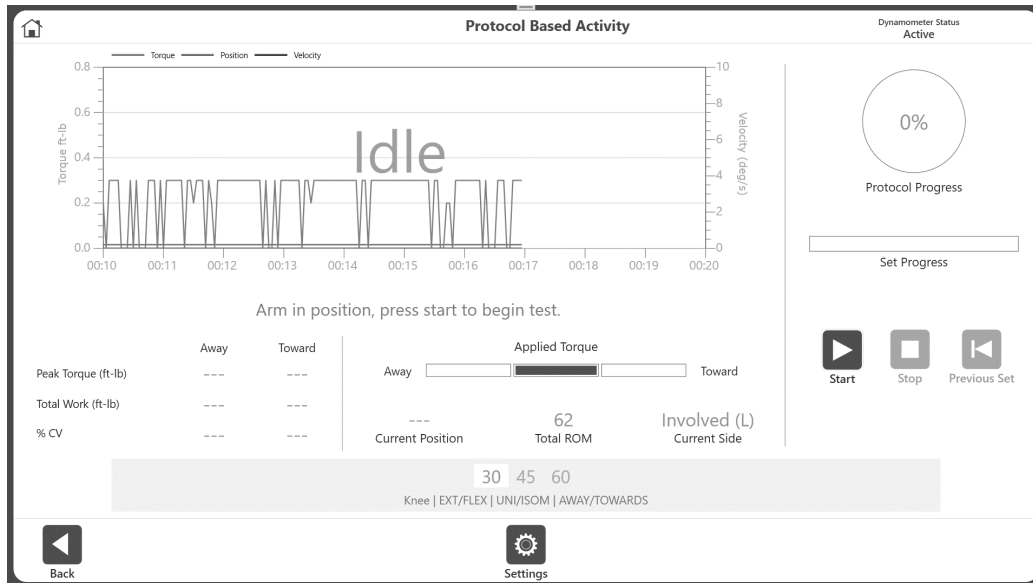 Protocol Based Activity
Dynamometer Status
Active
Torque Position Velocity
0.8
0.6
0.4
0.2
0.0
Torque ft-lb
Idle
10
8
6
4
2
0
Velocity (deg/s)
00:10 00:11 00:12 00:13 00:14 00:15 00:16 00:17 00:18 00:19 00:20
0%
Protocol Progress
Set Progress
Arm in position, press start to begin test.
Away Toward
Peak Torque (ft-lb) --- ---
Total Work (ft-lb) --- ---
% CV --- ---
Applied Torque
Away Toward
--- 62 Involved (L)
Current Position Total ROM Current Side
Start Stop Previous Set
30 45 60
Knee | EXT/FLEX | UNI/ISOM | AWAY/TOWARDS
Back Settings